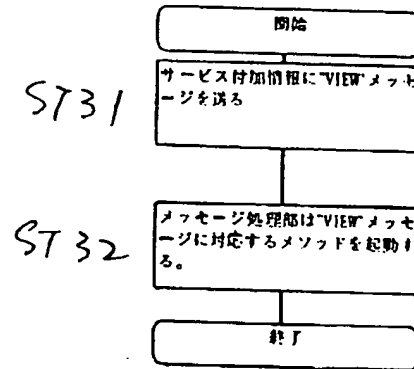 開始
ST31
サービス付加情報に"VIEW"メッセ
ージを送る
ST32
メッセージ処理部は"VIEW"メッセ
ージに対応するメソッドを起動す
る。
終了